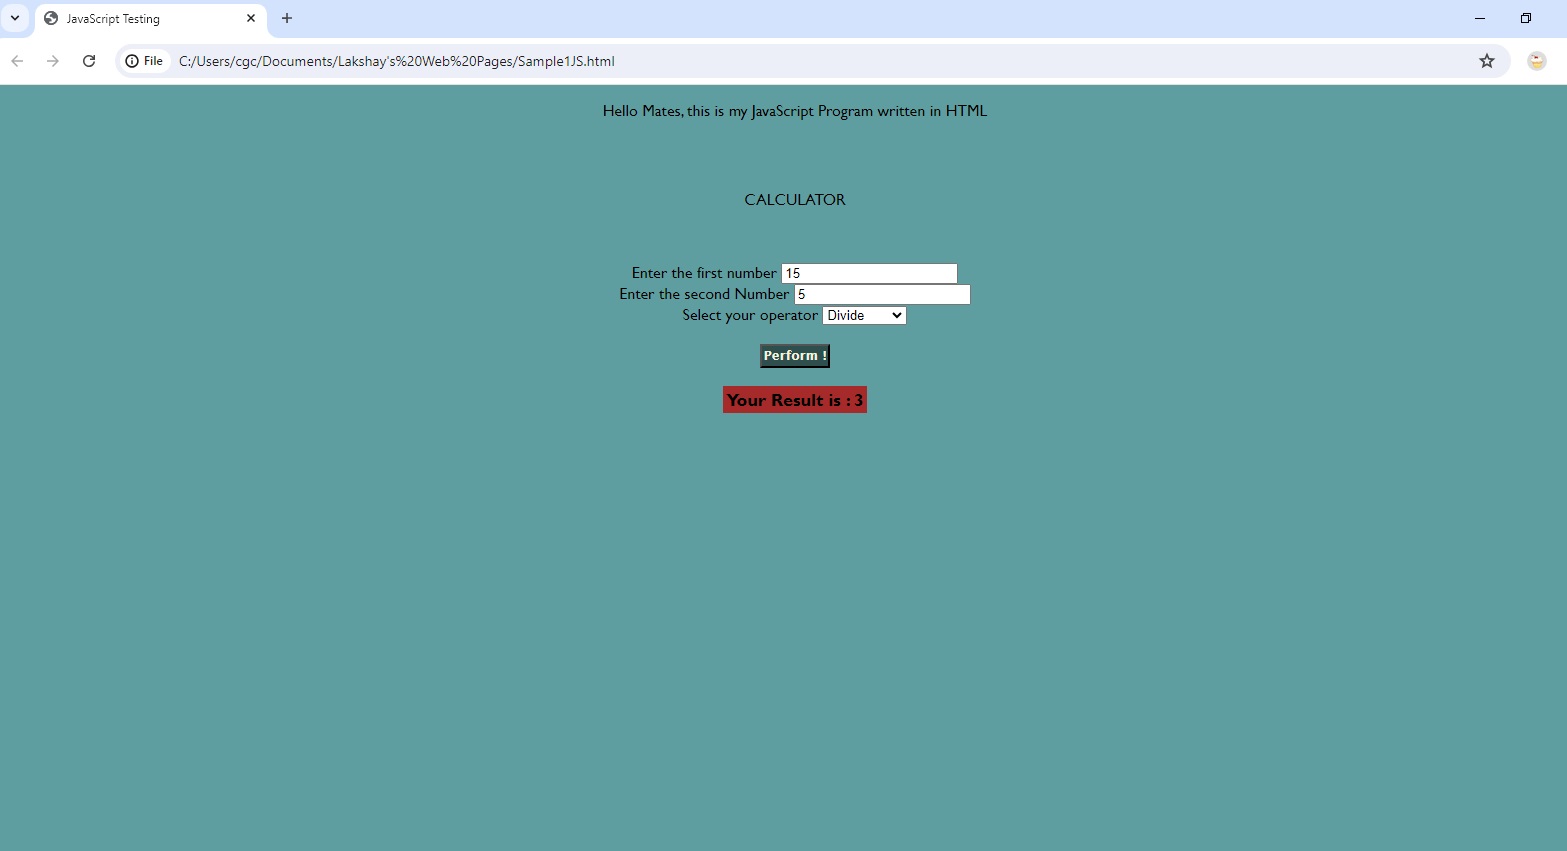 JavaScript Testing
File C:/Users/cgc/Documents/Lakshay's%20Web%20Pages/Sample1JS.html
Hello Mates, this is my JavaScript Program written in HTML
CALCULATOR
Enter the first number 15
Enter the second Number 5
Select your operator Divide
Perform !
Your Result is : 3